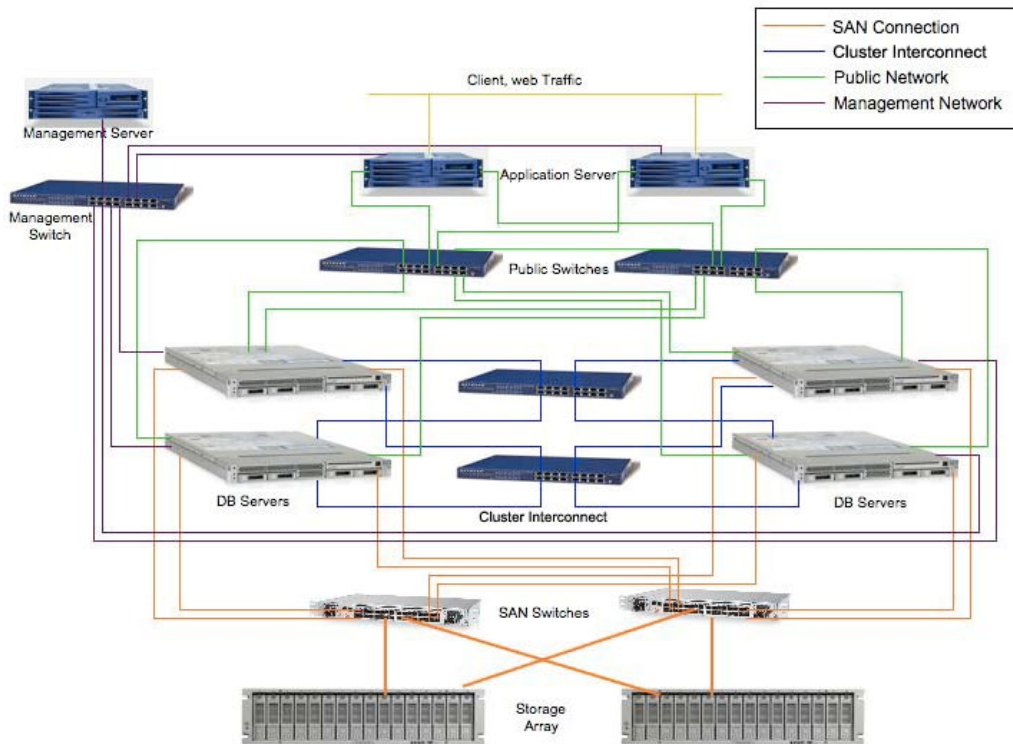 SAN Connection
Cluster Interconnect
Public Network
Management Network
Client, web Traffic
Management Server
Application Server
Management
Switch
Public Switches
DB Servers
DB Servers
Cluster Interconnect
SAN Switches
Storage
Array